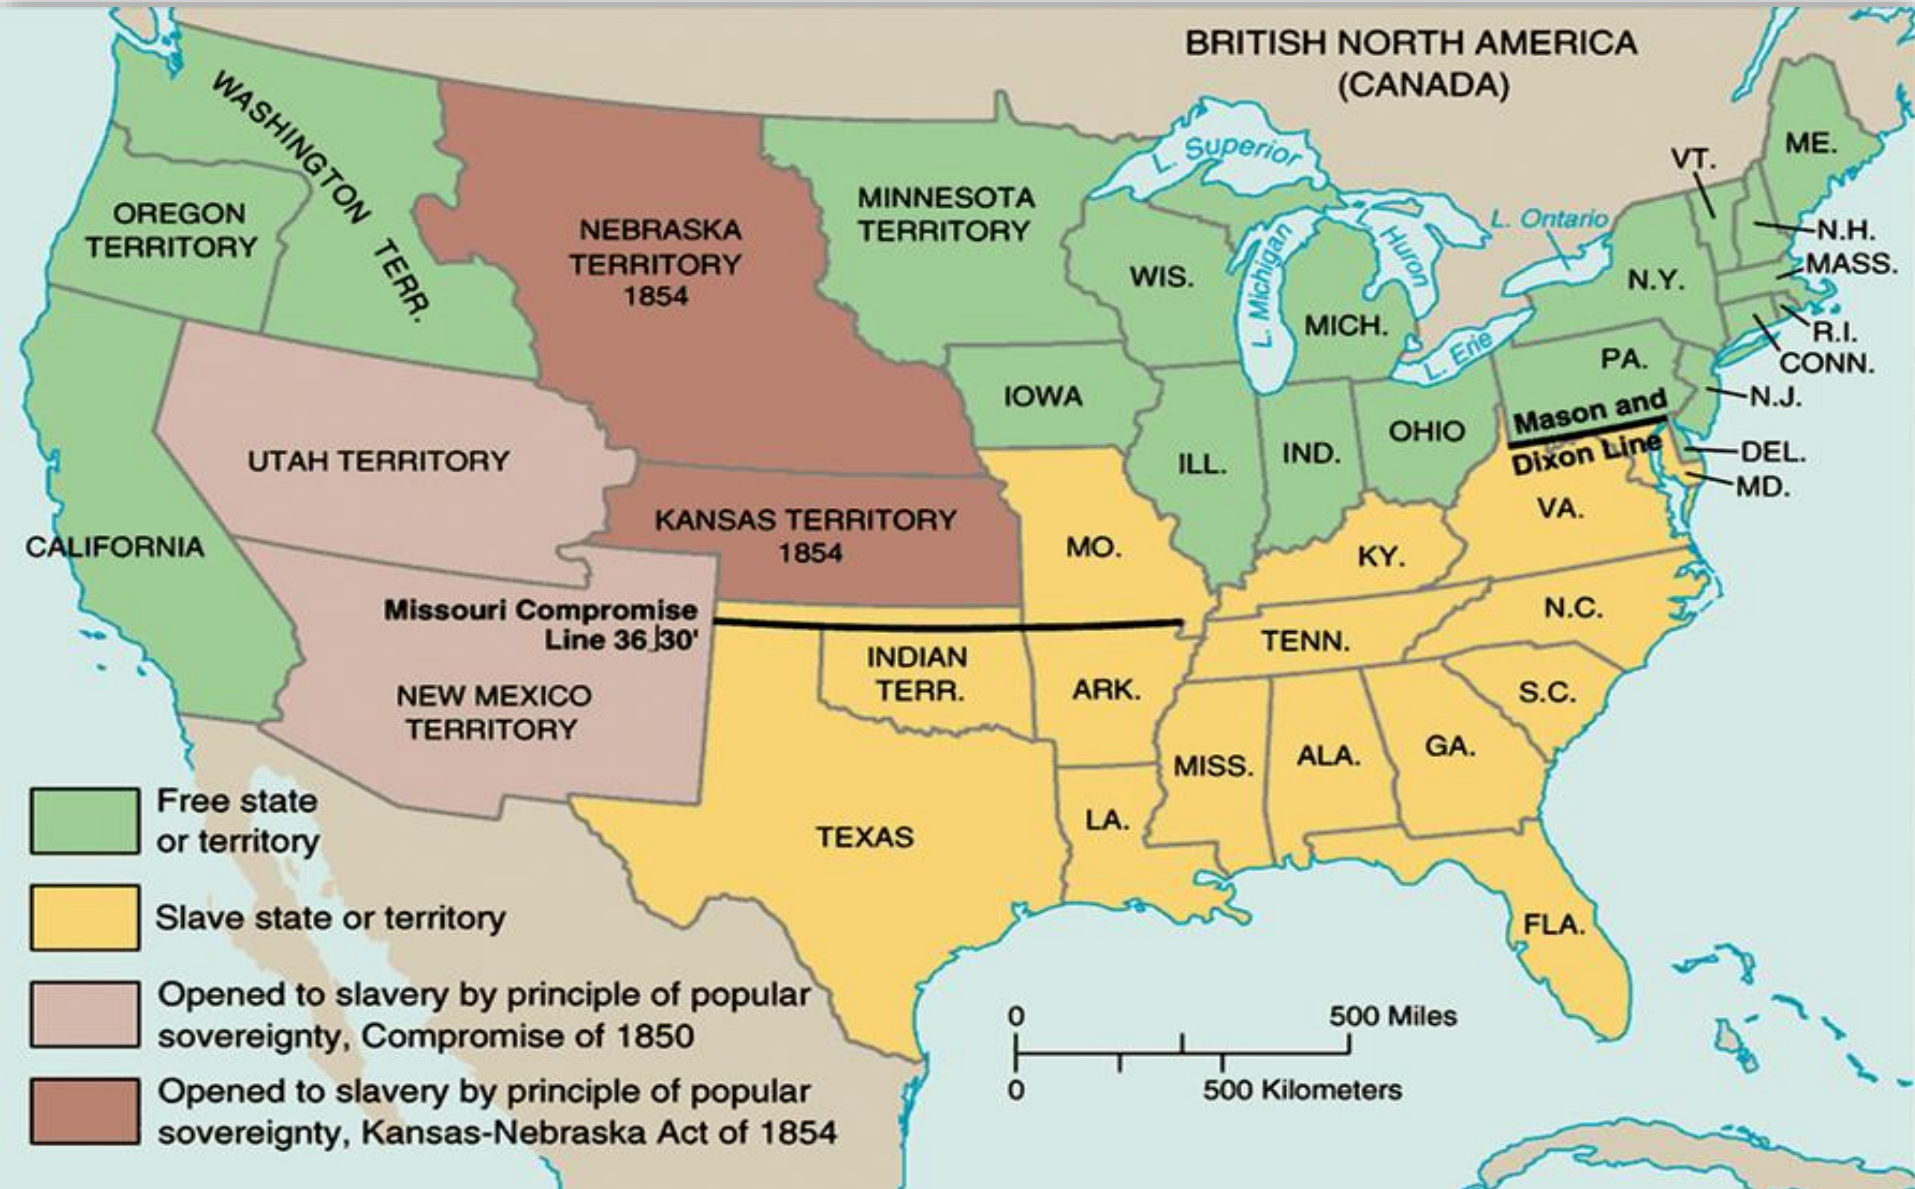 BRITISH NORTH AMERICA
(CANADA)
WASHINGTON TERR.
OREGON
TERRITORY
NEBRASKA
TERRITORY
1854
MINNESOTA
TERRITORY
L. Superior
L. Michigan
Huron
L. Ontario
L. Erie
VT.
ME.
N.H.
MASS.
N.Y.
R.I.
CONN.
WIS.
MICH.
PA.
N.J.
IOWA
Mason and
Dixon Line
DEL.
MD.
UTAH TERRITORY
ILL.
IND.
OHIO
CALIFORNIA
KANSAS TERRITORY
1854
MO.
KY.
VA.
Missouri Compromise
Line 36⌡30'
N.C.
TENN.
INDIAN
TERR.
ARK.
S.C.
NEW MEXICO
TERRITORY
MISS.
ALA.
GA.
TEXAS
LA.
FLA.
Free state
or territory
Slave state or territory
Opened to slavery by principle of popular
sovereignty, Compromise of 1850
Opened to slavery by principle of popular
sovereignty, Kansas-Nebraska Act of 1854
0 500 Miles
0 500 Kilometers